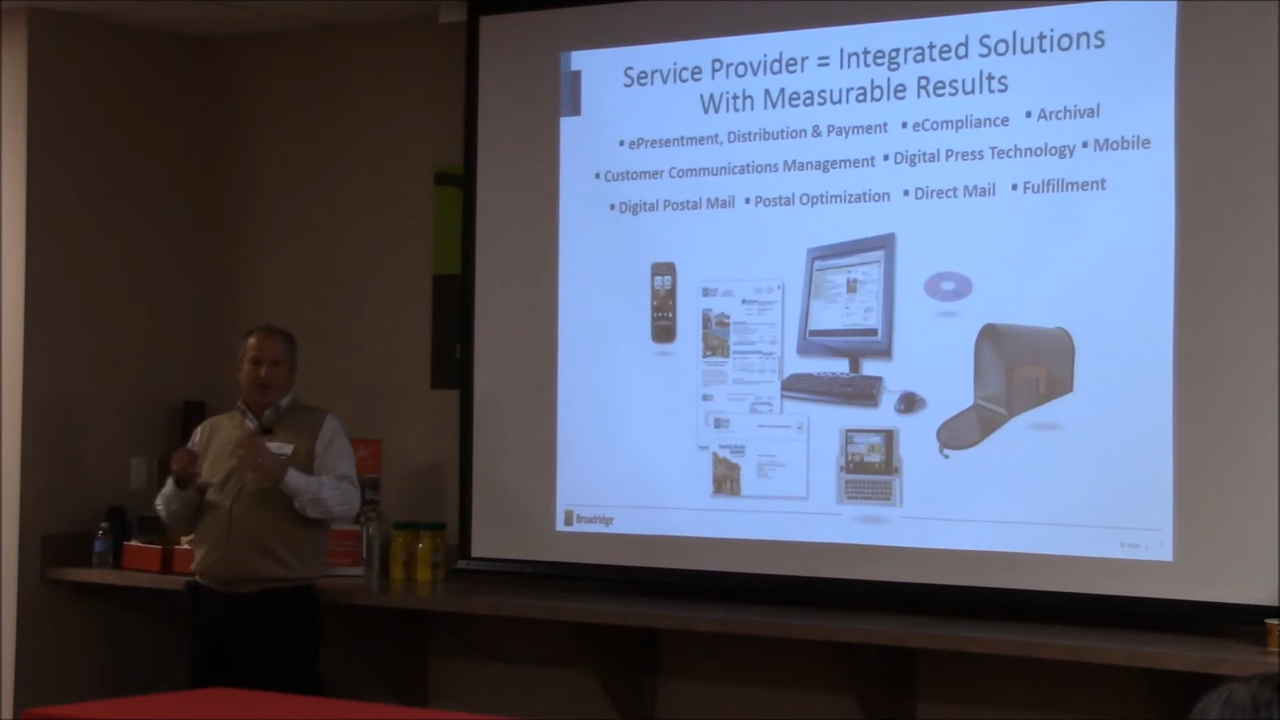 Service Provider = Integrated Solutions
With Measurable Results
▪ ePresentment, Distribution & Payment ▪ eCompliance ▪ Archival
▪ Customer Communications Management ▪ Digital Press Technology ▪ Mobile
▪ Digital Postal Mail ▪ Postal Optimization ▪ Direct Mail ▪ Fulfillment
Broadridge